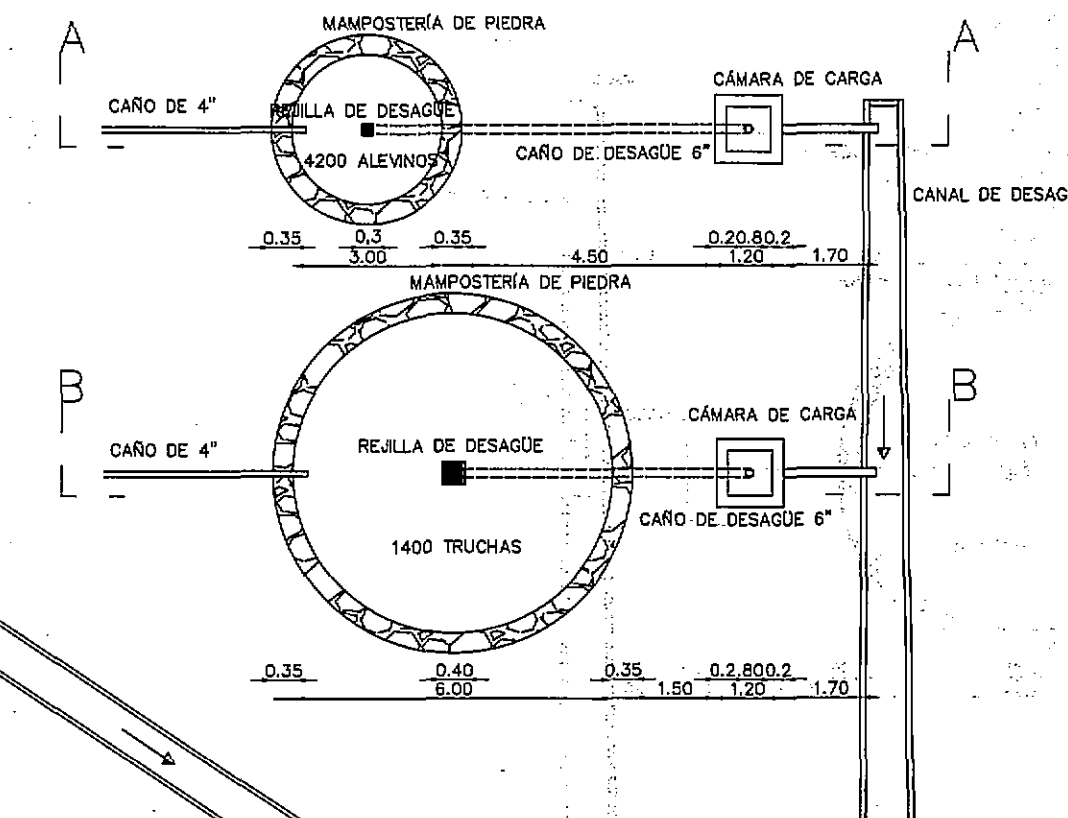 MAMPOSTERÍA DE PIEDRA
A
A
CÁMARA DE CARGA
CAÑO DE 4"
REJILLA DE DESAGÜE
CAÑO DE DESAGÜE 6"
4200 ALEVINOS
CANAL DE DESAG
0.35
0,3
0.35
0.20.80.2
3.00
4.50
1.20
1.70
MAMPOSTERÍA DE PIEDRA
B
B
CÁMARA DE CARGA
CAÑO DE 4"
REJILLA DE DESAGÜE
CAÑO DE DESAGÜE 6"
1400 TRUCHAS
0.35
0.40
0.35
0.2.800.2
6.00
1.50
1.20
1.70